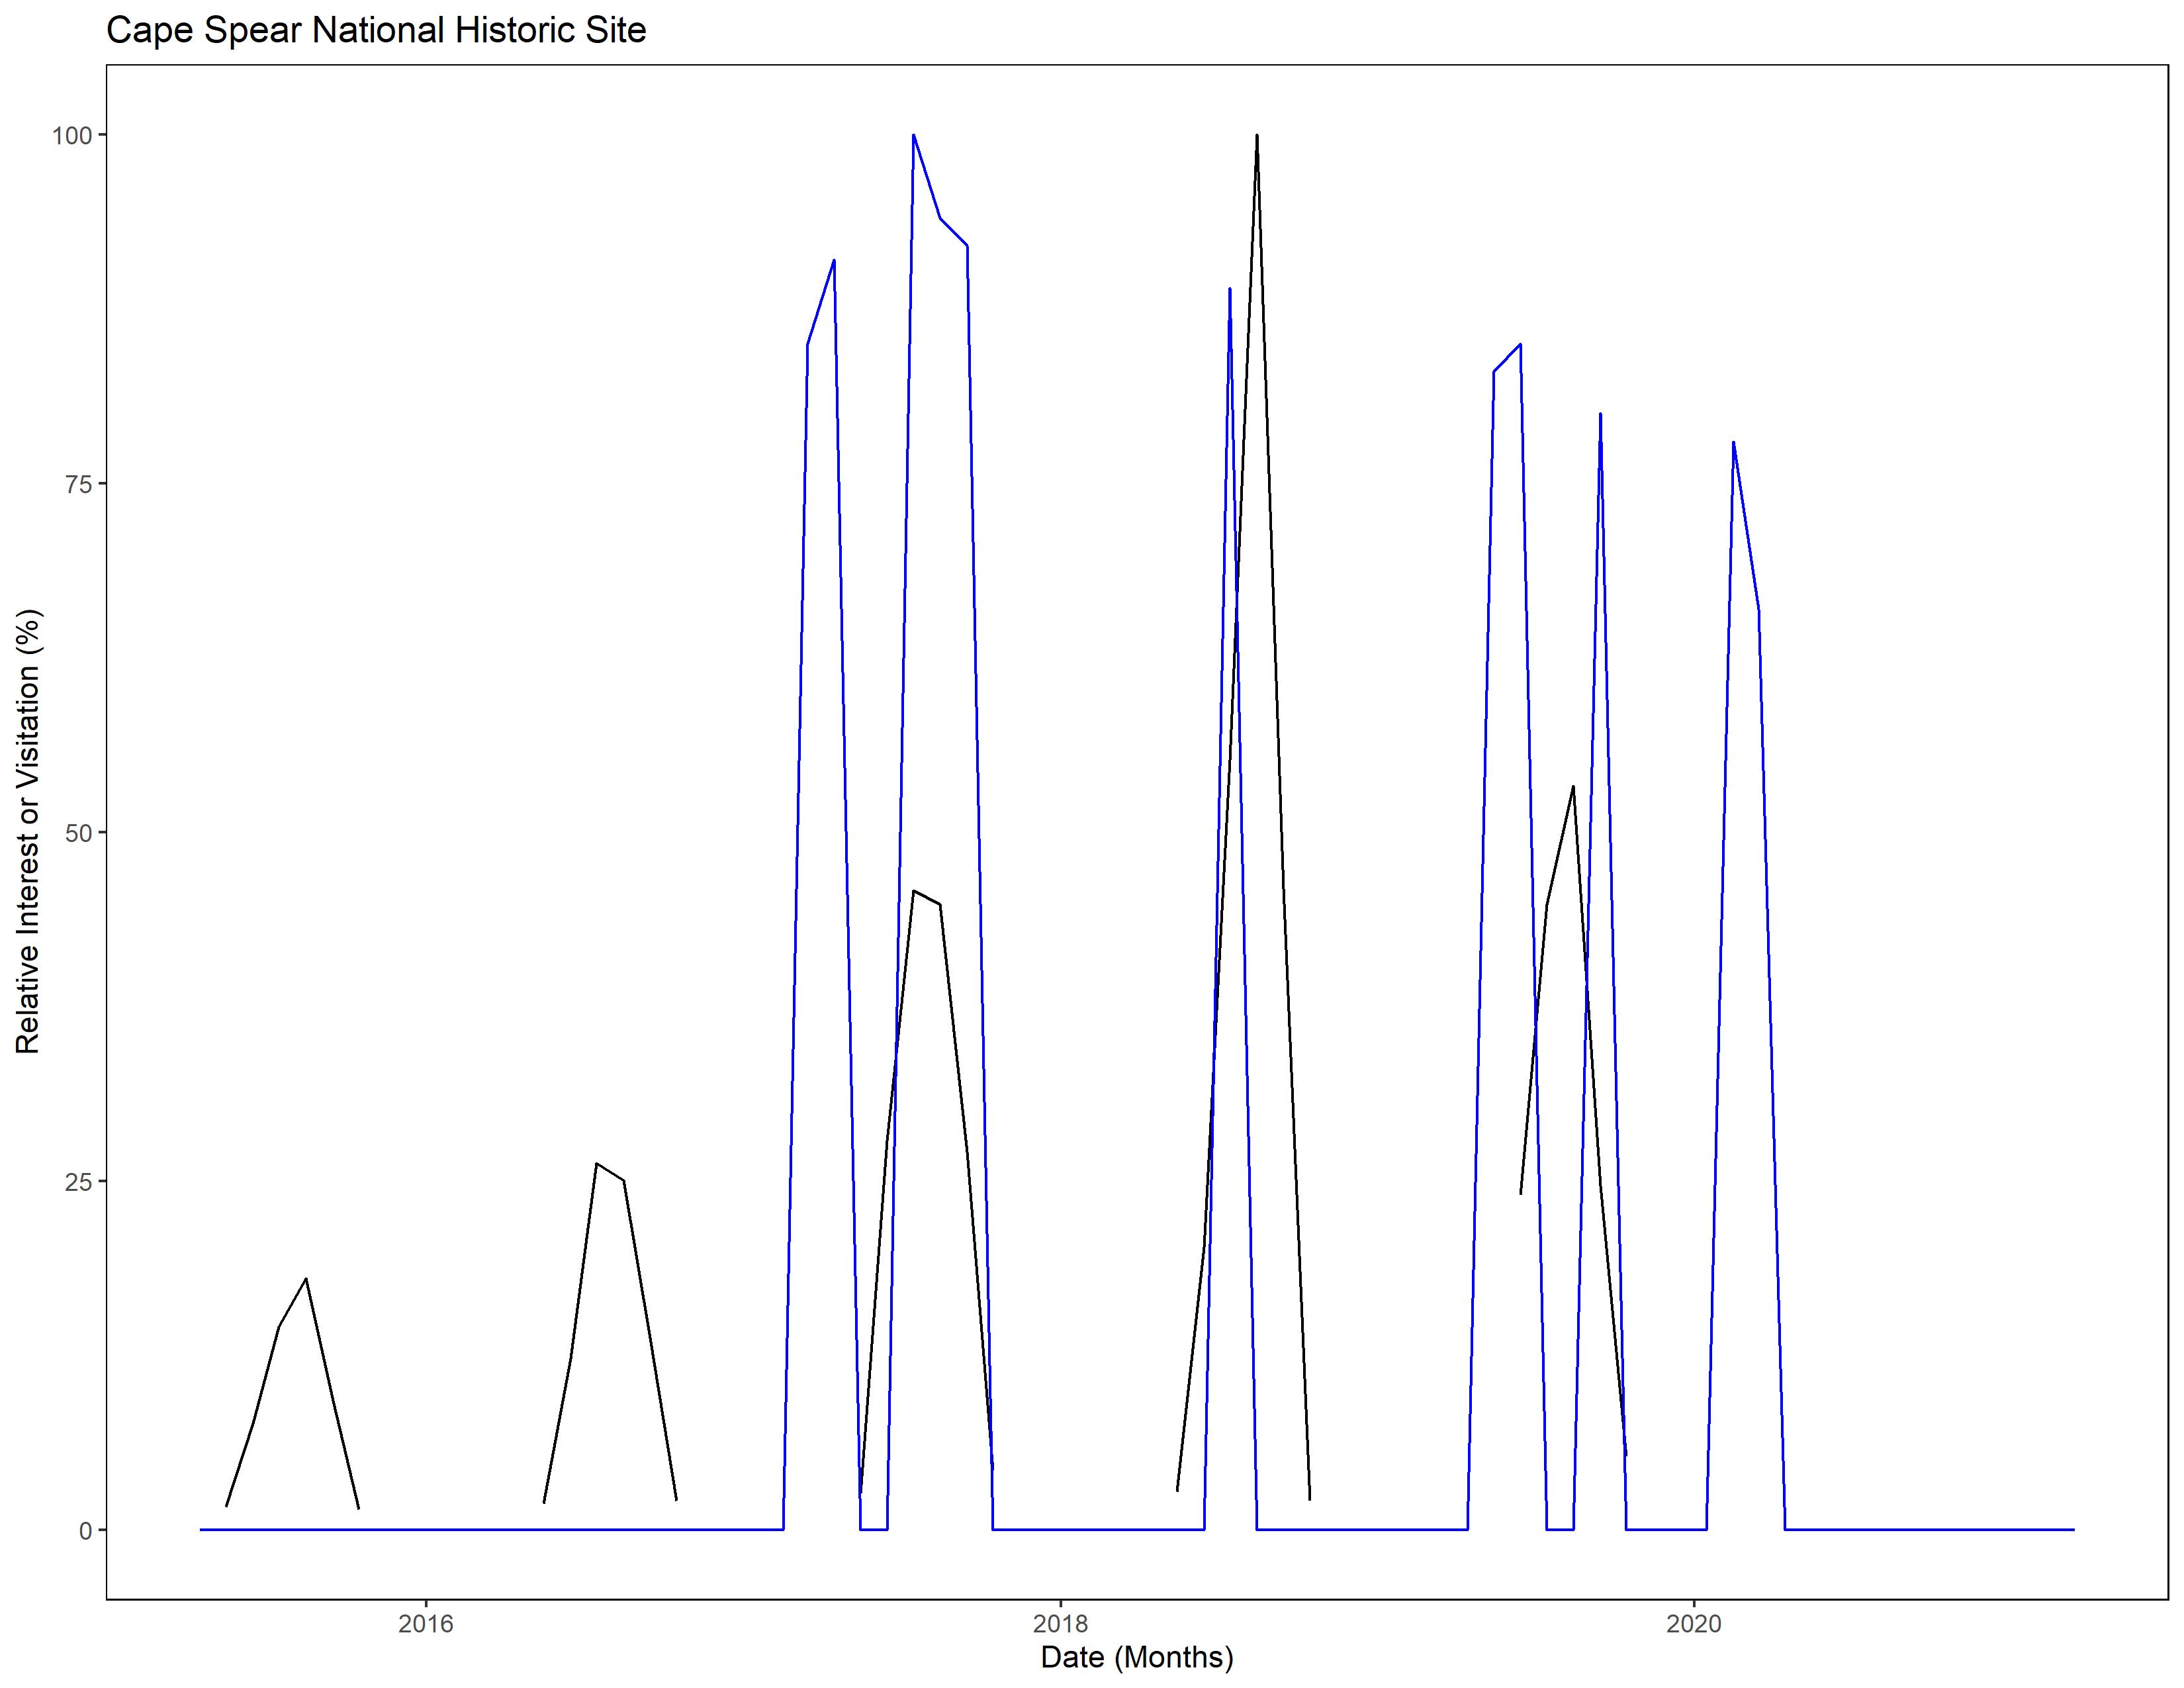 Cape Spear National Historic Site
Relative Interest or Visitation (%)
100
75
50
25
0
2016
2018
2020
Date (Months)